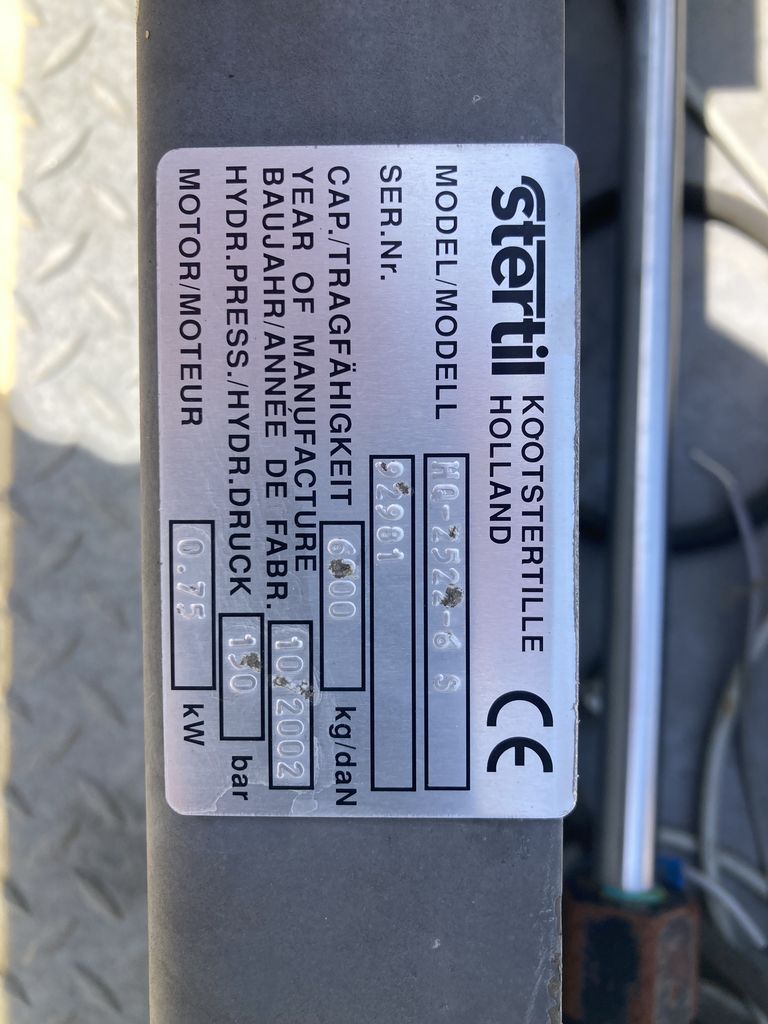 stertil KOOTSTERTILLE
HOLLAND CE
MODEL/MODELL HQ-2522-6 S
SER.Nr. 92981
CAP./TRAGFÄHIGKEIT 6000 kg/daN
YEAR OF MANUFACTURE
BAUJAHR/ANNÉE DE FABR. 10/2002
HYDR.PRESS./HYDR.DRUCK bar
MOTOR/MOTEUR 0.75 kW